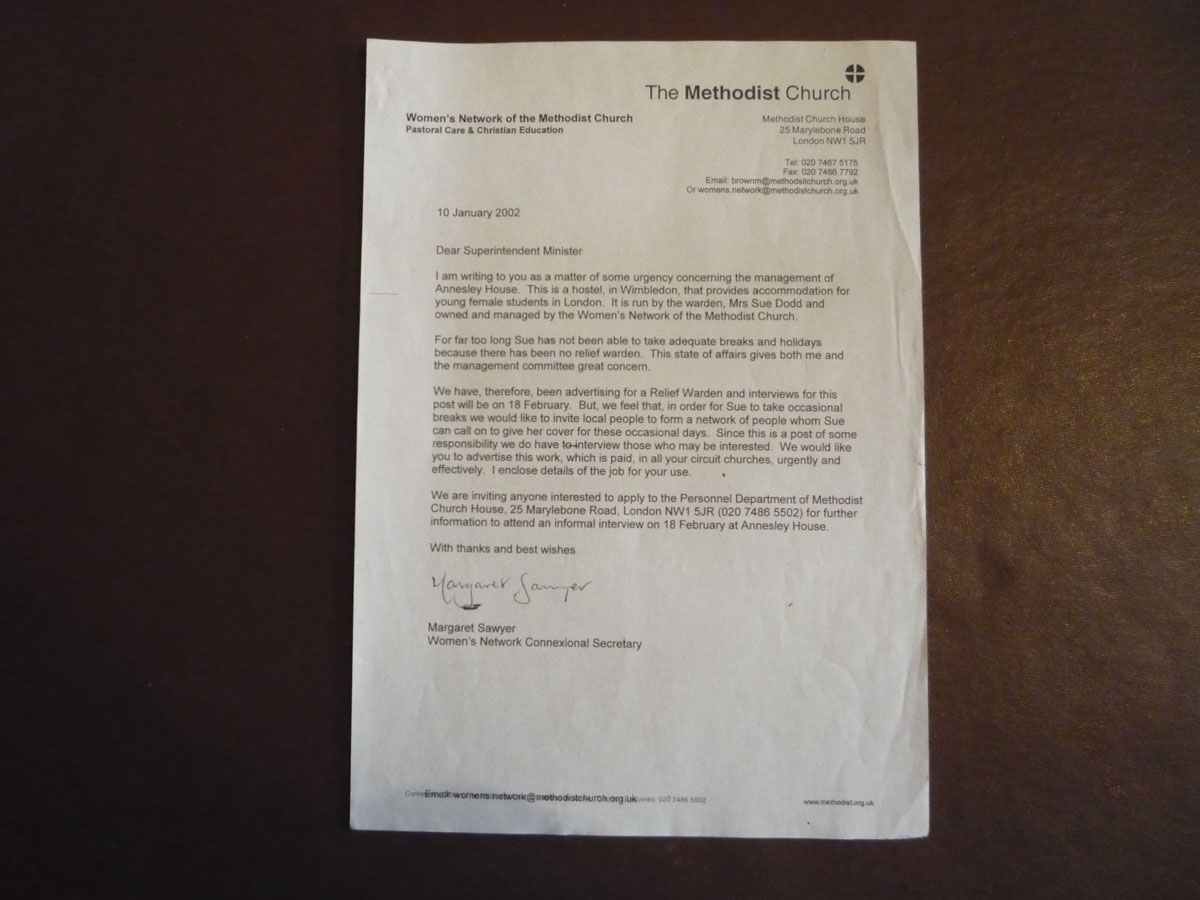 The Methodist Church
Women's Network of the Methodist Church
Pastoral Care & Christian Education
Methodist Church House
25 Marylebone Road
London NW1 5JR
Tel: 020 7467 5175
Fax: 020 7486 7792
Email: brownm@methodsitchurch.org.uk
Or womens.network@methodistchurch.org.uk
10 January 2002
Dear Superintendent Minister
I am writing to you as a matter of some urgency concerning the management of
Annesley House. This is a hostel, in Wimbledon, that provides accommodation for
young female students in London. It is run by the warden, Mrs Sue Dodd and
owned and managed by the Women's Network of the Methodist Church.
For far too long Sue has not been able to take adequate breaks and holidays
because there has been no relief warden. This state of affairs gives both me and
the management committee great concern.
We have, therefore, been advertising for a Relief Warden and interviews for this
post will be on 18 February. But, we feel that, in order for Sue to take occasional
breaks we would like to invite local people to form a network of people whom Sue
can call on to give her cover for these occasional days. Since this is a post of some
responsibility we do have to interview those who may be interested. We would like
you to advertise this work, which is paid, in all your circuit churches, urgently and
effectively. I enclose details of the job for your use.
We are inviting anyone interested to apply to the Personnel Department of Methodist
Church House, 25 Marylebone Road, London NW1 5JR (020 7486 5502) for further
information to attend an informal interview on 18 February at Annesley House.
With thanks and best wishes
Margaret Sawyer
Margaret Sawyer
Women's Network Connexional Secretary
Email: womens.network@methodistchurch.org.uk 020 7486 5502
www.methodist.org.uk